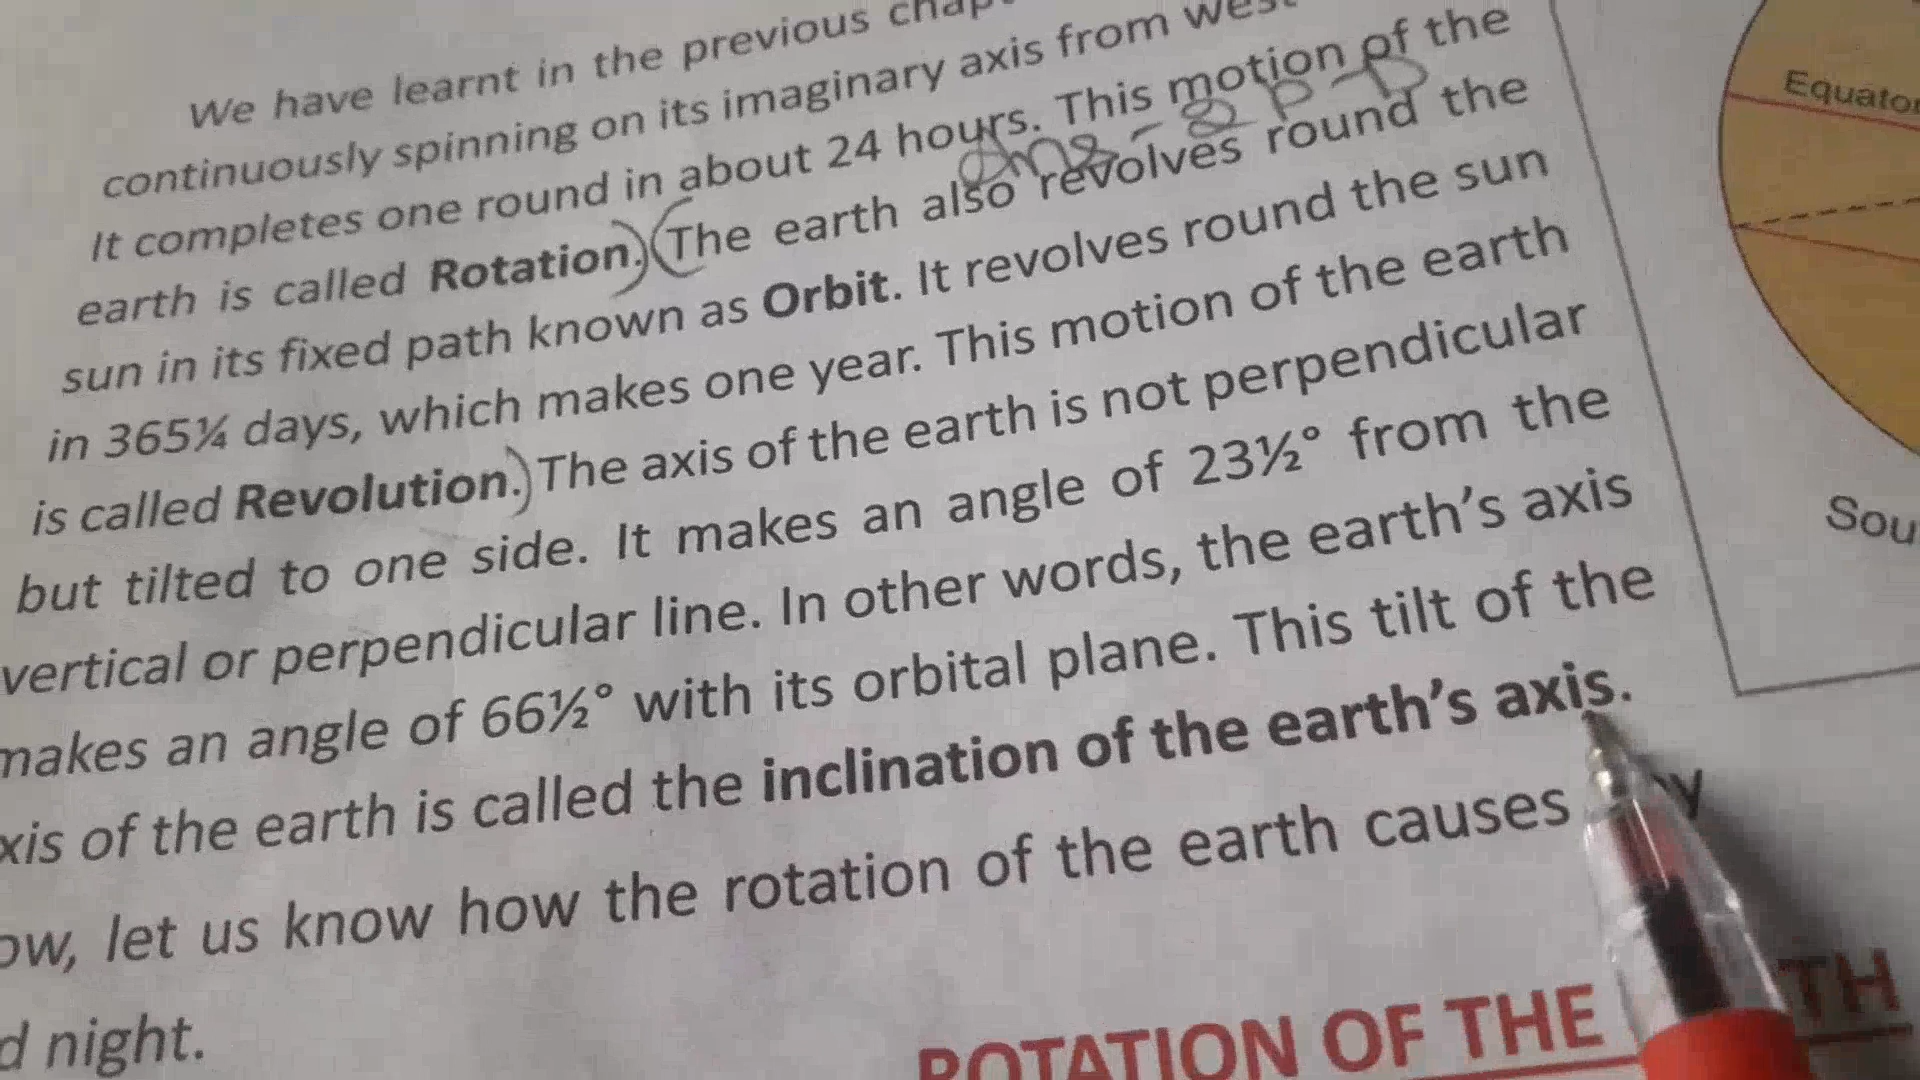 We have learnt in the previous
continuously spinning on its imaginary axis from
It completes one round in about 24 hours. This motion of the
earth is called Rotation. The earth also revolves round the
sun in its fixed path known as Orbit. It revolves round the sun
in 365¼ days, which makes one year. This motion of the earth
is called Revolution. The axis of the earth is not perpendicular
but tilted to one side. It makes an angle of 23½° from the
vertical or perpendicular line. In other words, the earth's axis
makes an angle of 66½° with its orbital plane. This tilt of the
xis of the earth is called the inclination of the earth's axis.
ow, let us know how the rotation of the earth causes
d night.
ROTATION OF THE
Equator
Sou